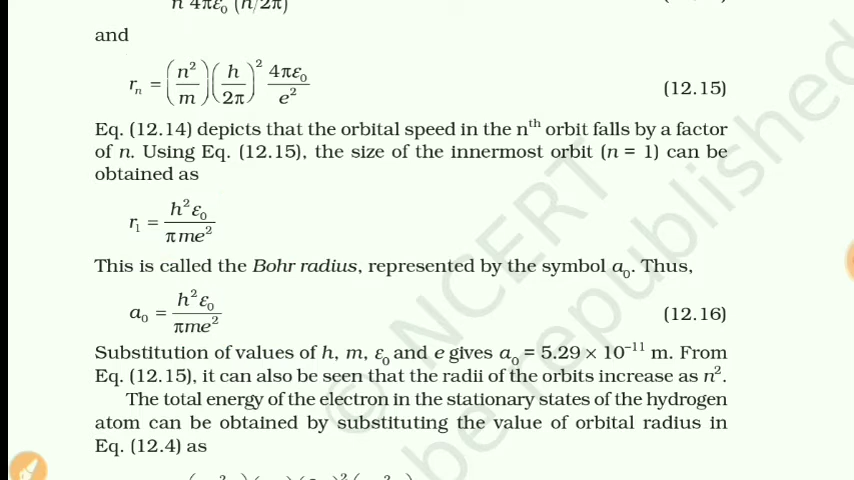 n 4πε₀ (h/2π)
and
rₙ = (n²/m) (h/2π)² 4πε₀/e² (12.15)
Eq. (12.14) depicts that the orbital speed in the nᵗʰ orbit falls by a factor
of n. Using Eq. (12.15), the size of the innermost orbit (n = 1) can be
obtained as
r₁ = h²ε₀/πme²
This is called the Bohr radius, represented by the symbol a₀. Thus,
a₀ = h²ε₀/πme² (12.16)
Substitution of values of h, m, ε₀ and e gives a₀ = 5.29 × 10⁻¹¹ m. From
Eq. (12.15), it can also be seen that the radii of the orbits increase as n².
The total energy of the electron in the stationary states of the hydrogen
atom can be obtained by substituting the value of orbital radius in
Eq. (12.4) as
© NCERT
be republished